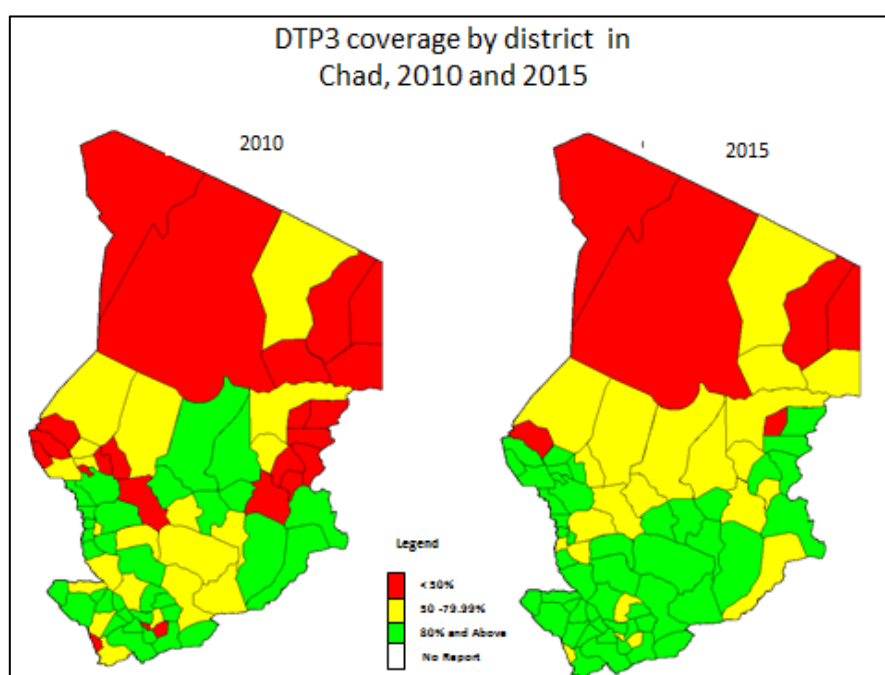 DTP3 coverage by district in
Chad, 2010 and 2015
2010
2015
Legend
< 50%
50 -79.99%
80% and Above
No Report